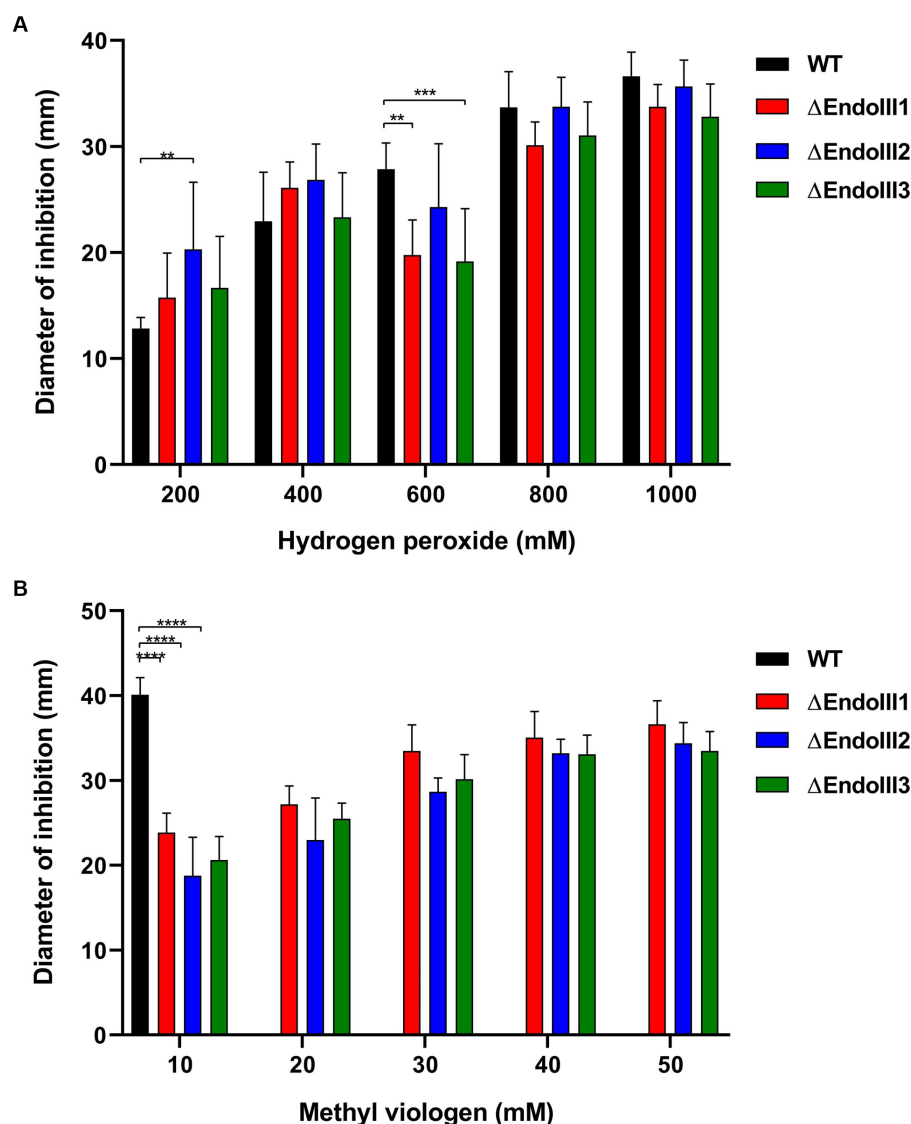 A
Diameter of inhibition (mm)
40
30
20
10
0
**
**
***
200 400 600 800 1000
Hydrogen peroxide (mM)
WT
ΔEndoIII1
ΔEndoIII2
ΔEndoIII3
B
Diameter of inhibition (mm)
50
40
30
20
10
0
****
****
****
10 20 30 40 50
Methyl viologen (mM)
WT
ΔEndoIII1
ΔEndoIII2
ΔEndoIII3